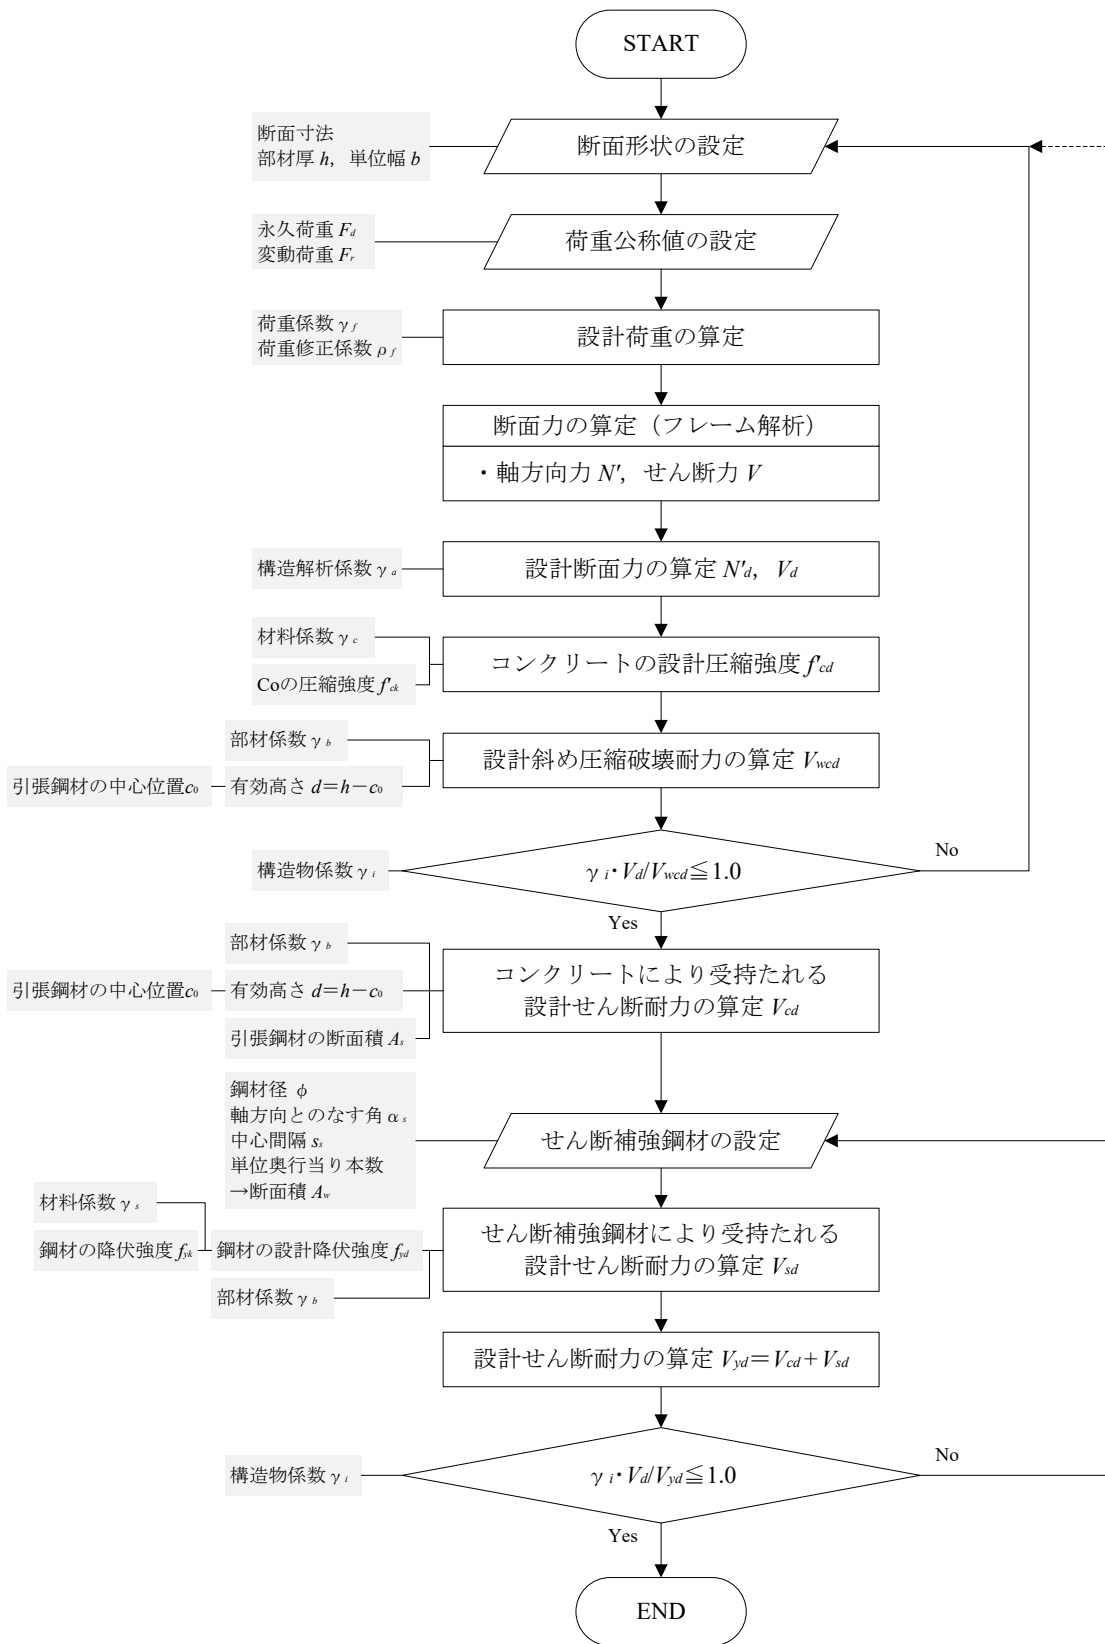 START
断面寸法
部材厚 h, 単位幅 b
断面形状の設定
永久荷重 Fd
変動荷重 Fr
荷重公称値の設定
荷重係数 γf
荷重修正係数 ρf
設計荷重の算定
断面力の算定（フレーム解析）
・軸方向力 N′, せん断力 V
構造解析係数 γa
設計断面力の算定 N′d, Vd
材料係数 γc
Coの圧縮強度 f′ck
コンクリートの設計圧縮強度 f′cd
部材係数 γb
引張鋼材の中心位置c0
有効高さ d＝h－c0
設計斜め圧縮破壊耐力の算定 Vwcd
構造物係数 γi
γi・Vd/Vwcd≦1.0
No
Yes
部材係数 γb
引張鋼材の中心位置c0
有効高さ d＝h－c0
引張鋼材の断面積 As
コンクリートにより受持たれる
設計せん断耐力の算定 Vcd
鋼材径 φ
軸方向とのなす角 αs
中心間隔 ss
単位奥行当り本数
→断面積 Aw
せん断補強鋼材の設定
材料係数 γs
鋼材の降伏強度 fyk
鋼材の設計降伏強度 fyd
部材係数 γb
せん断補強鋼材により受持たれる
設計せん断耐力の算定 Vsd
設計せん断耐力の算定 Vyd＝Vcd＋Vsd
構造物係数 γi
γi・Vd/Vyd≦1.0
No
Yes
END